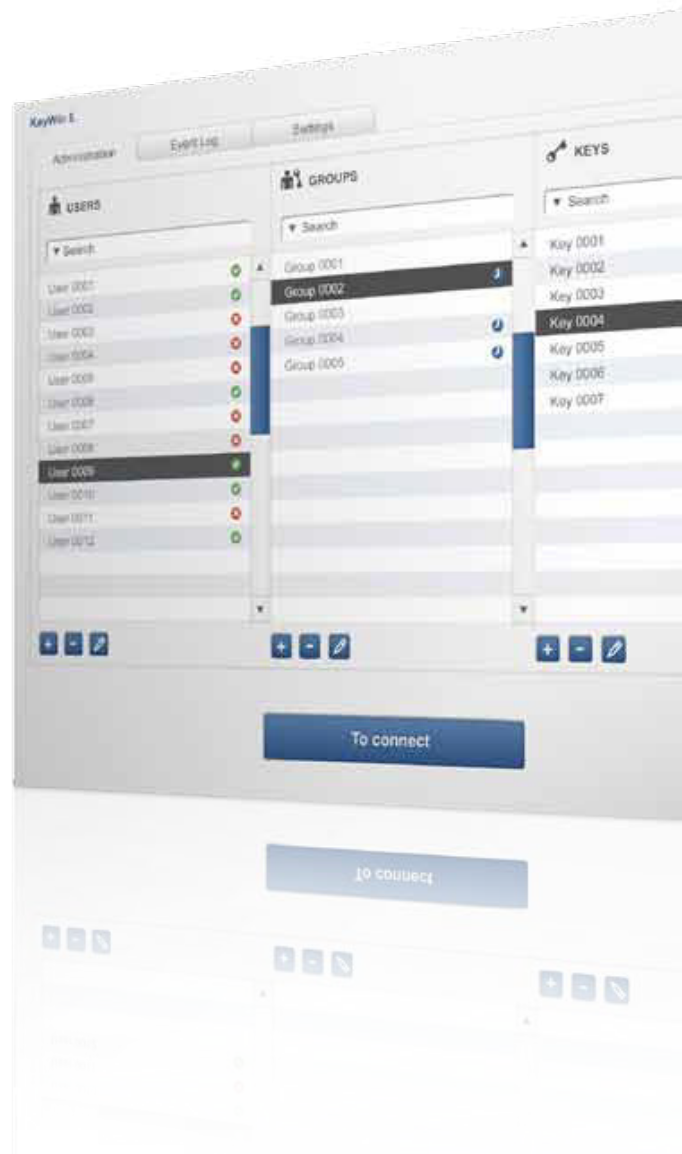 KeyWin
Administration
Event Log
Settings
USERS
Search
User 0001
User 0002
User 0003
User 0004
User 0005
User 0006
User 0007
User 0008
User 0009
User 0010
User 0011
User 0012
GROUPS
Search
Group 0001
Group 0002
Group 0003
Group 0004
Group 0005
KEYS
Search
Key 0001
Key 0002
Key 0003
Key 0004
Key 0005
Key 0006
Key 0007
To connect